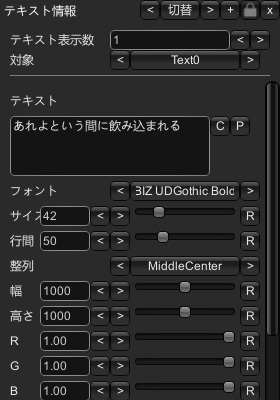 テキスト情報 < 切替 > + x
テキスト表示数 1 < >
対象 < Text0 >
テキスト
あれよという間に飲み込まれる C P
フォント < BIZ UDGothic Bold >
サイズ 42 < > R
行間 50 < > R
整列 < MiddleCenter >
幅 1000 < > R
高さ 1000 < > R
R 1.00 < > R
G 1.00 < > R
B 1.00 < > R